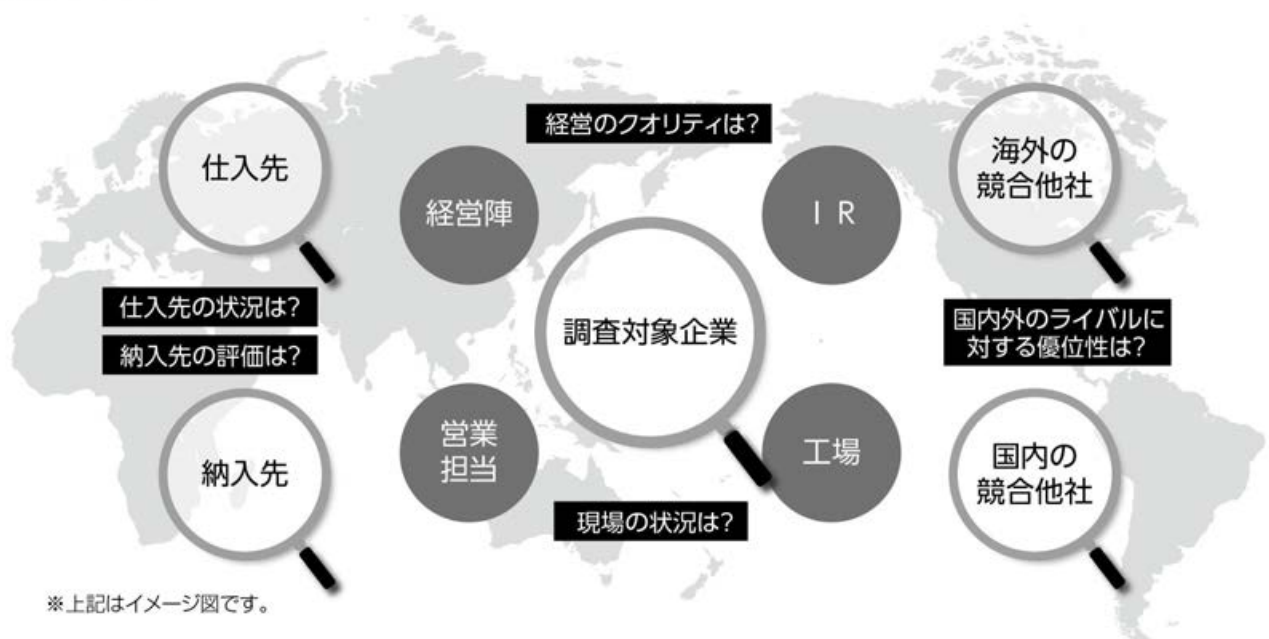 仕入先
仕入先の状況は?
納入先の評価は?
納入先
経営のクオリティは?
経営陣
I R
調査対象企業
営業
担当
工場
現場の状況は?
海外の
競合他社
国内外のライバルに
対する優位性は?
国内の
競合他社
※上記はイメージ図です。